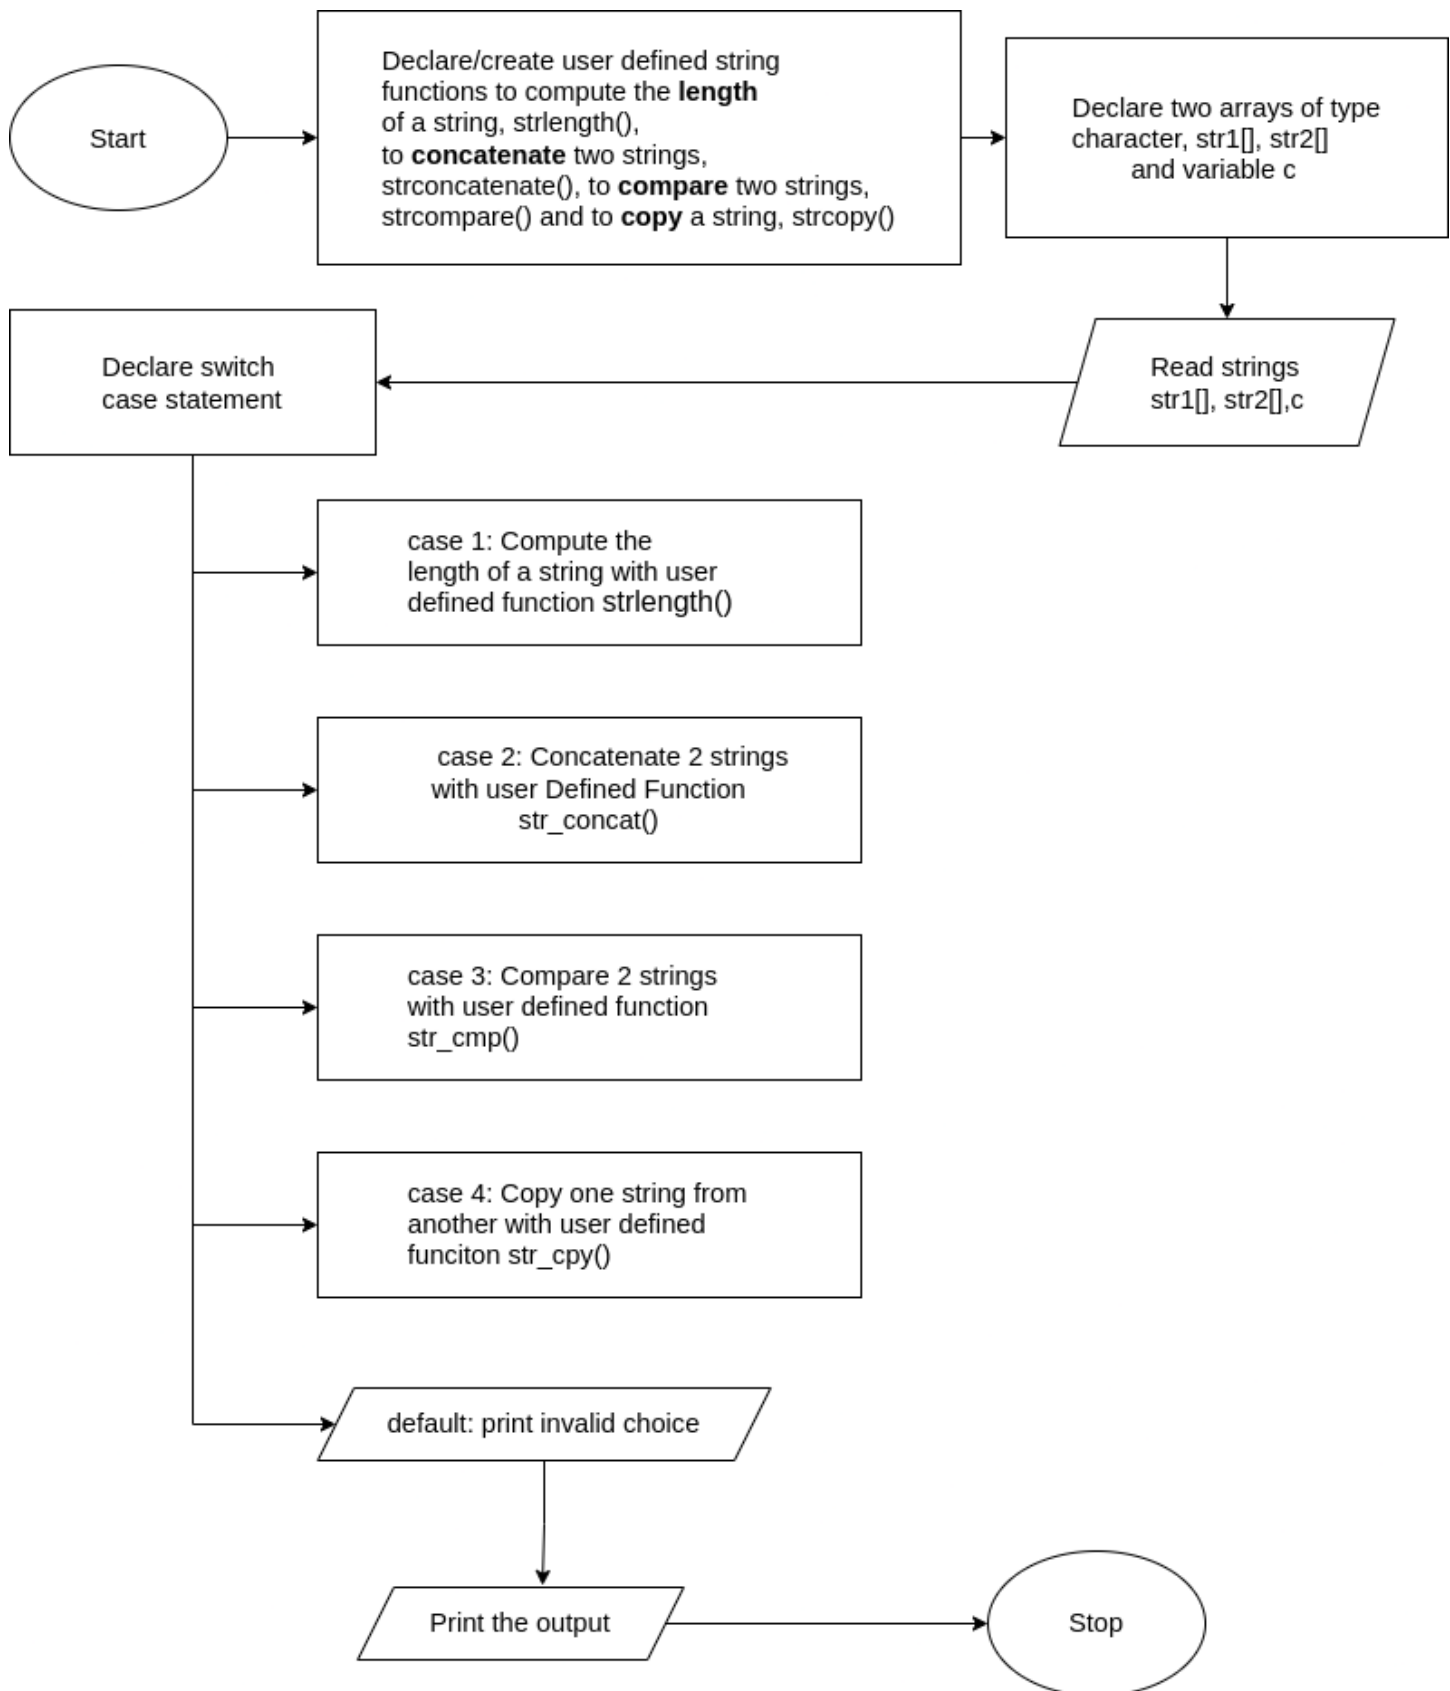 Start
Declare/create user defined string
functions to compute the length
of a string, strlength(),
to concatenate two strings,
strconcatenate(), to compare two strings,
strcompare() and to copy a string, strcopy()
Declare two arrays of type
character, str1[], str2[]
and variable c
Read strings
str1[], str2[],c
Declare switch
case statement
case 1: Compute the
length of a string with user
defined function strlength()
case 2: Concatenate 2 strings
with user Defined Function
str_concat()
case 3: Compare 2 strings
with user defined function
str_cmp()
case 4: Copy one string from
another with user defined
funciton str_cpy()
default: print invalid choice
Print the output
Stop